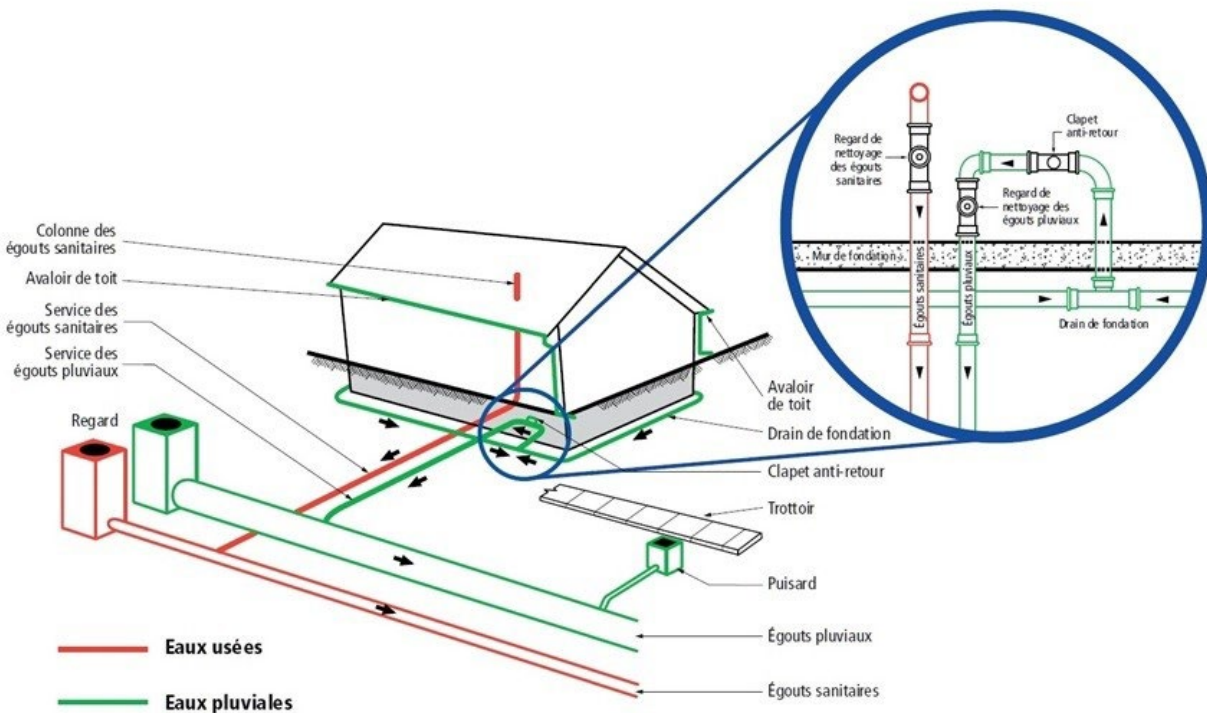 Colonne des
égouts sanitaires
Avaloir de toit
Service des
égouts sanitaires
Service des
égouts pluviaux
Regard
Regard de
nettoyage
des égouts
sanitaires
Clapet
anti-retour
Regard de
nettoyage des
égouts pluviaux
Mur de fondation
Égouts sanitaires
Égouts pluviaux
Drain de fondation
Avaloir
de toit
Drain de fondation
Clapet anti-retour
Trottoir
Puisard
Égouts pluviaux
Égouts sanitaires
Eaux usées
Eaux pluviales